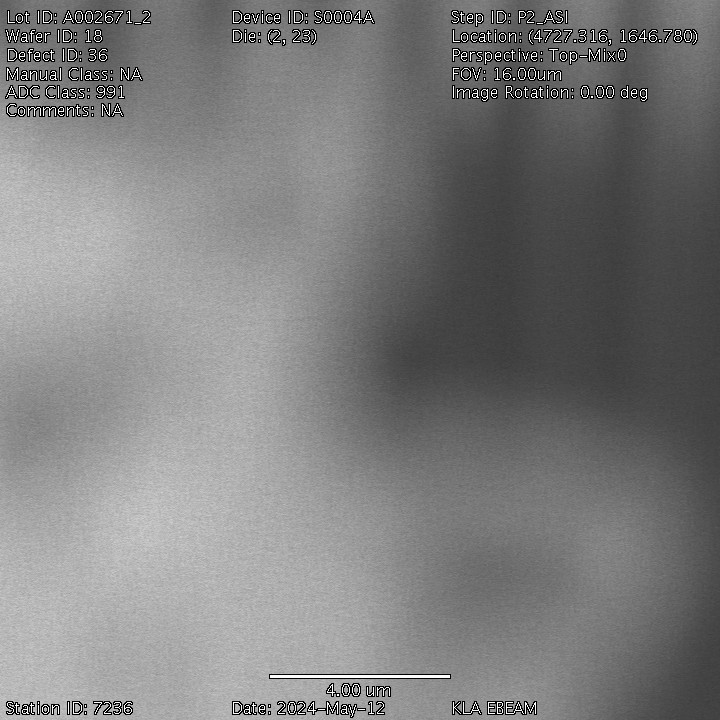 Lot ID: A002671_2
Wafer ID: 18
Defect ID: 36
Manual Class: NA
ADC Class: 991
Comments: NA
Device ID: S0004A
Die: (2, 23)
Step ID: P2_ASI
Location: (4727.316, 1646.780)
Perspective: Top-Mix0
FOV: 16.00um
Image Rotation: 0.00 deg
4.00 um
Station ID: 7236
Date: 2024-May-12
KLA EBEAM